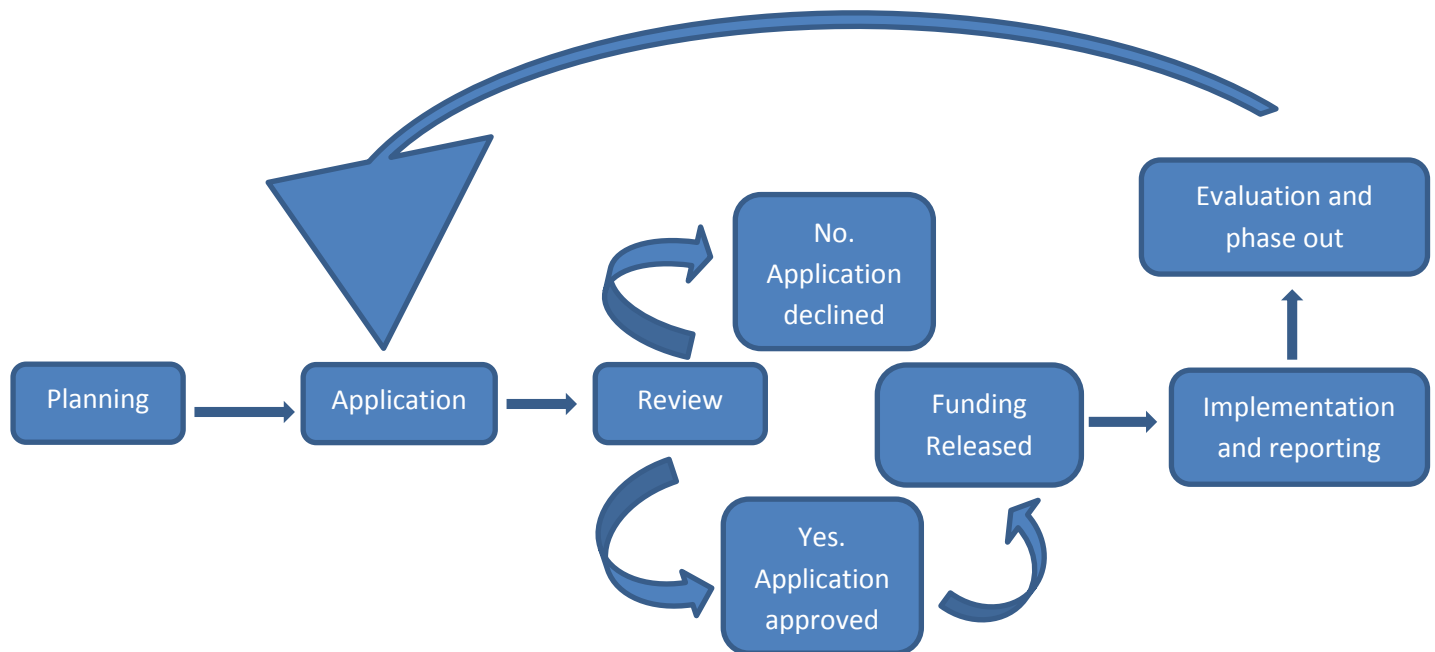 Planning
Application
Review
No.
Application
declined
Yes.
Application
approved
Funding
Released
Implementation
and reporting
Evaluation and
phase out